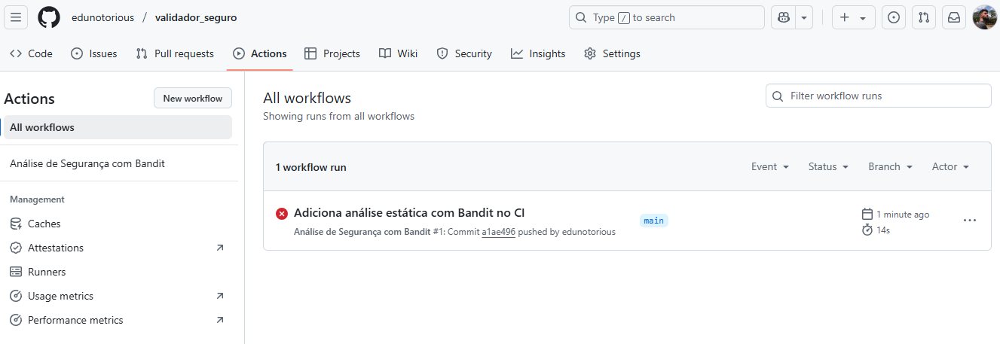 edunotorious / validador_seguro
Type / to search
Code
Issues
Pull requests
Actions
Projects
Wiki
Security
Insights
Settings
Actions
New workflow
All workflows
Análise de Segurança com Bandit
Management
Caches
Attestations
Runners
Usage metrics
Performance metrics
All workflows
Showing runs from all workflows
Filter workflow runs
1 workflow run
Event
Status
Branch
Actor
Adiciona análise estática com Bandit no CI
Análise de Segurança com Bandit #1: Commit a1ae496 pushed by edunotorious
main
1 minute ago
14s